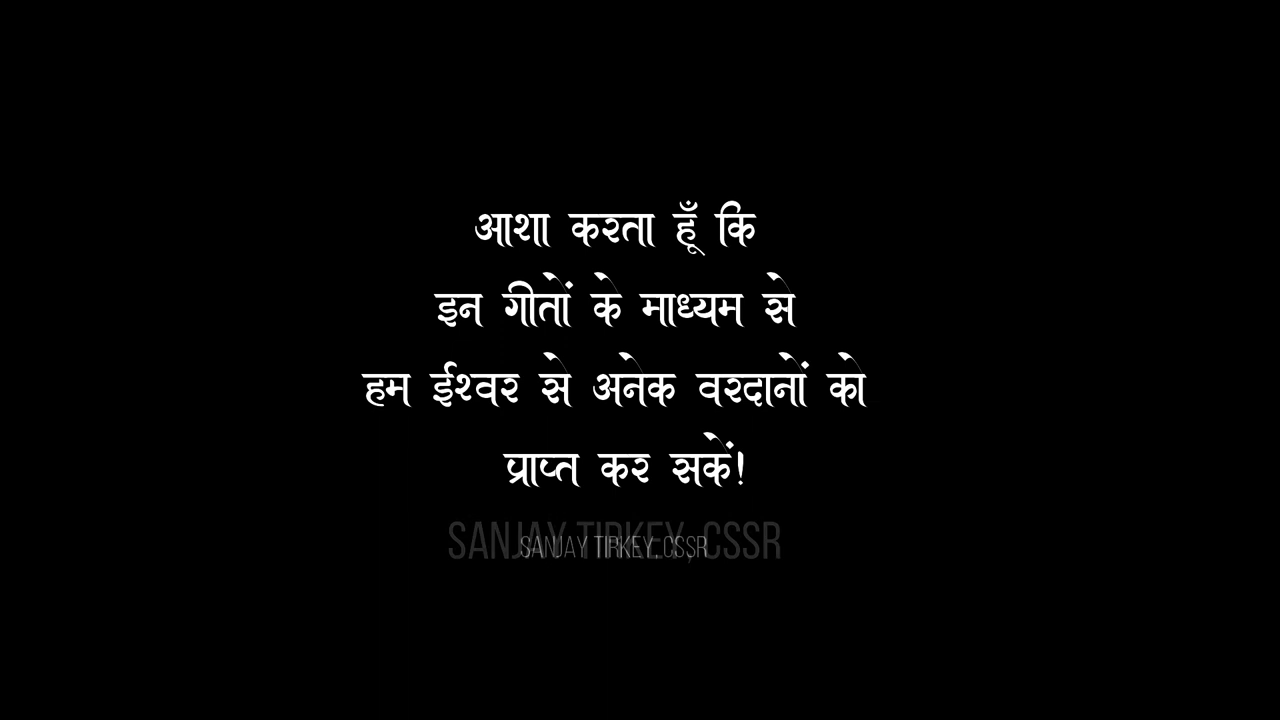 आशा करता हूँ कि
इन गीतों के माध्यम से
हम ईश्वर से अनेक वरदानों को
प्राप्त कर सकें!
SANJAY TIRKEY, CSSR
SANJAY TIRKEY, CSSR